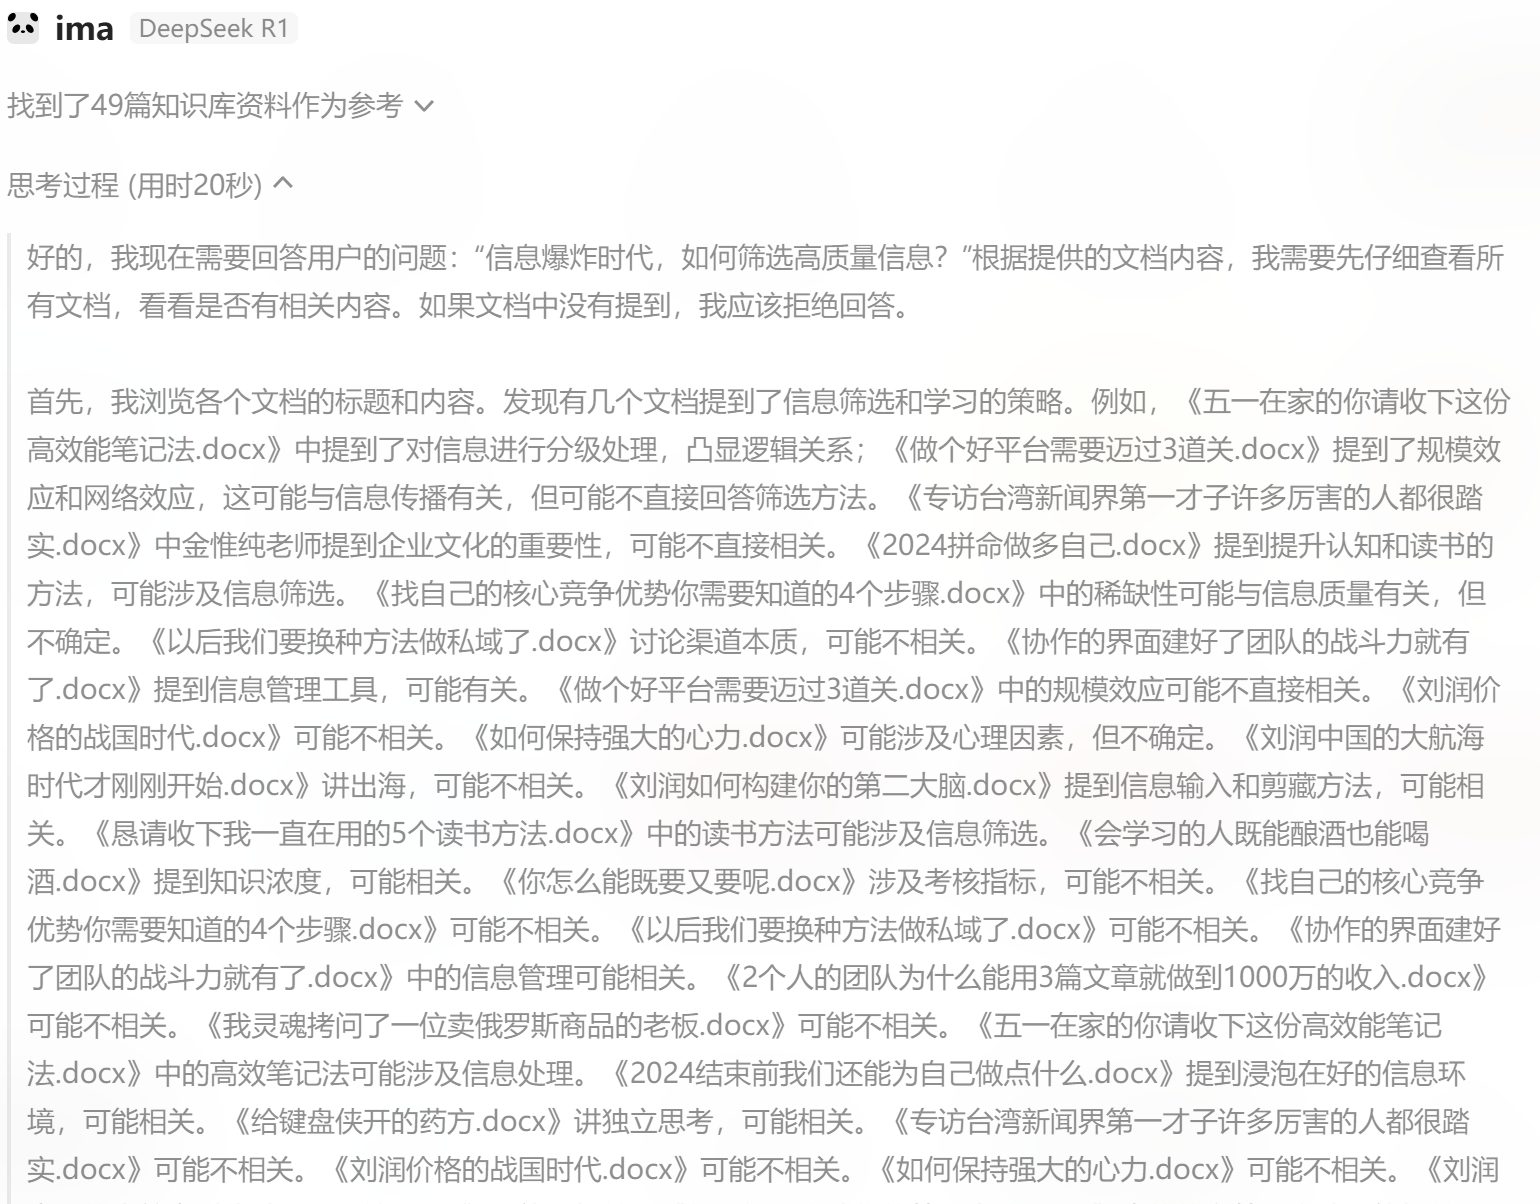 ima DeepSeek R1
找到了49篇知识库资料作为参考
思考过程 (用时20秒)
好的，我现在需要回答用户的问题：“信息爆炸时代，如何筛选高质量信息？”根据提供的文档内容，我需要先仔细查看所
有文档，看看是否有相关内容。如果文档中没有提到，我应该拒绝回答。
首先，我浏览各个文档的标题和内容。发现有几个文档提到了信息筛选和学习的策略。例如，《五一在家的你请收下这份
高效能笔记法.docx》中提到了对信息进行分级处理，凸显逻辑关系；《做个好平台需要迈过3道关.docx》提到了规模效
应和网络效应，这可能与信息传播有关，但可能不直接回答筛选方法。《专访台湾新闻界第一才子许多厉害的人都很踏
实.docx》中金惟纯老师提到企业文化的重要性，可能不直接相关。《2024拼命做多自己.docx》提到提升认知和读书的
方法，可能涉及信息筛选。《找自己的核心竞争优势你需要知道的4个步骤.docx》中的稀缺性可能与信息质量有关，但
不确定。《以后我们要换种方法做私域了.docx》讨论渠道本质，可能不相关。《协作的界面建好了团队的战斗力就有
了.docx》提到信息管理工具，可能有关。《做个好平台需要迈过3道关.docx》中的规模效应可能不直接相关。《刘润价
格的战国时代.docx》可能不相关。《如何保持强大的心力.docx》可能涉及心理因素，但不确定。《刘润中国的大航海
时代才刚刚开始.docx》讲出海，可能不相关。《刘润如何构建你的第二大脑.docx》提到信息输入和剪藏方法，可能相
关。《恳请收下我一直在用的5个读书方法.docx》中的读书方法可能涉及信息筛选。《会学习的人既能酿酒也能喝
酒.docx》提到知识浓度，可能相关。《你怎么能既要又要呢.docx》涉及考核指标，可能不相关。《找自己的核心竞争
优势你需要知道的4个步骤.docx》可能不相关。《以后我们要换种方法做私域了.docx》可能不相关。《协作的界面建好
了团队的战斗力就有了.docx》中的信息管理可能相关。《2个人的团队为什么能用3篇文章就做到1000万的收入.docx》
可能不相关。《我灵魂拷问了一位卖俄罗斯商品的老板.docx》可能不相关。《五一在家的你请收下这份高效能笔记
法.docx》中的高效笔记法可能涉及信息处理。《2024结束前我们还能为自己做点什么.docx》提到浸泡在好的信息环
境，可能相关。《给键盘侠开的药方.docx》讲独立思考，可能相关。《专访台湾新闻界第一才子许多厉害的人都很踏
实.docx》可能不相关。《刘润价格的战国时代.docx》可能不相关。《如何保持强大的心力.docx》可能不相关。《刘润